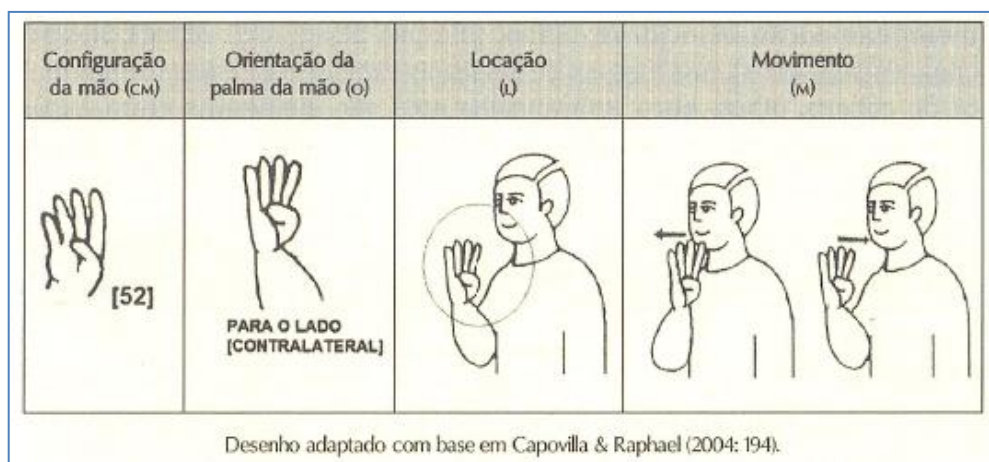 Configuração
da mão (CM)
Orientação da
palma da mão (O)
Locação
(L)
Movimento
(M)
[52]
PARA O LADO
[CONTRALATERAL]
Desenho adaptado com base em Capovilla & Raphael (2004: 194).